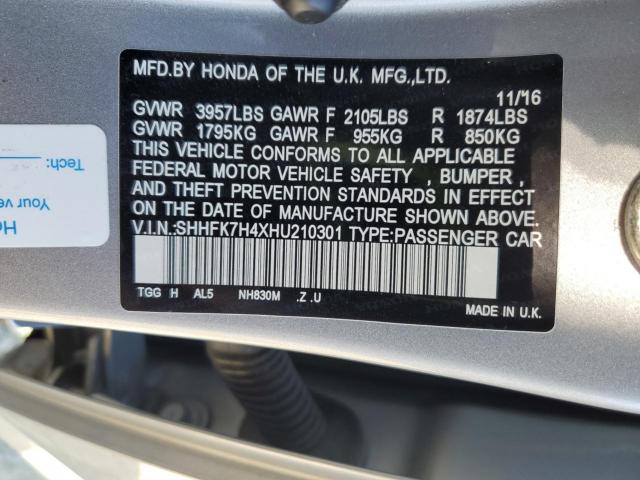 MFD.BY HONDA OF THE U.K. MFG.,LTD.
11/16
GVWR 3957LBS GAWR F 2105LBS R 1874LBS
GVWR 1795KG GAWR F 955KG R 850KG
THIS VEHICLE CONFORMS TO ALL APPLICABLE
FEDERAL MOTOR VEHICLE SAFETY , BUMPER ,
AND THEFT PREVENTION STANDARDS IN EFFECT
ON THE DATE OF MANUFACTURE SHOWN ABOVE.
V.I.N.:SHHFK7H4XHU210301 TYPE:PASSENGER CAR
TGG H AL5 NH830M .Z .U
MADE IN U.K.
Tech:
Your